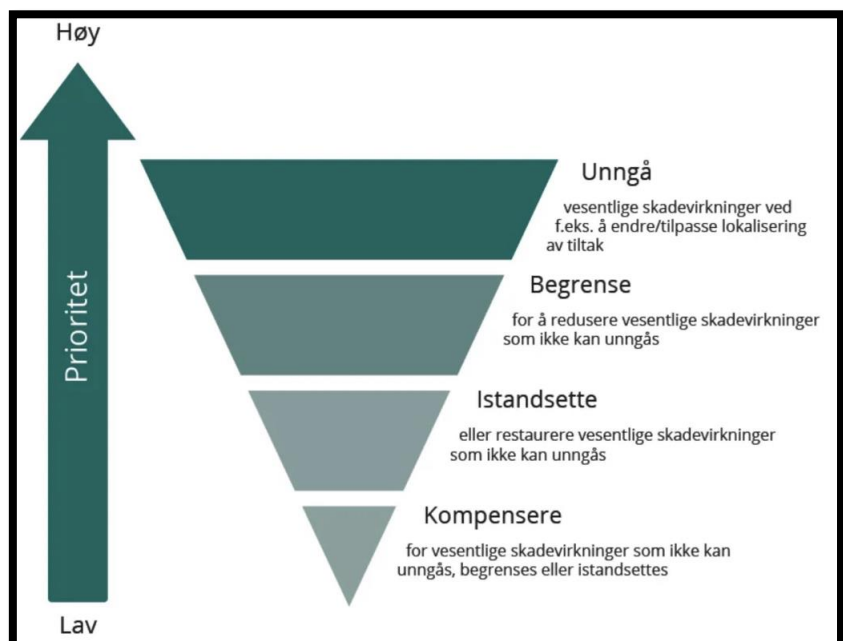 Høy
Prioritet
Unngå
vesentlige skadevirkninger ved
f.eks. å endre/tilpasse lokalisering
av tiltak
Begrense
for å redusere vesentlige skadevirkninger
som ikke kan unngås
Istandsette
eller restaurere vesentlige skadevirkninger
som ikke kan unngås
Kompensere
for vesentlige skadevirkninger som ikke kan
unngås, begrenses eller istandsettes
Lav